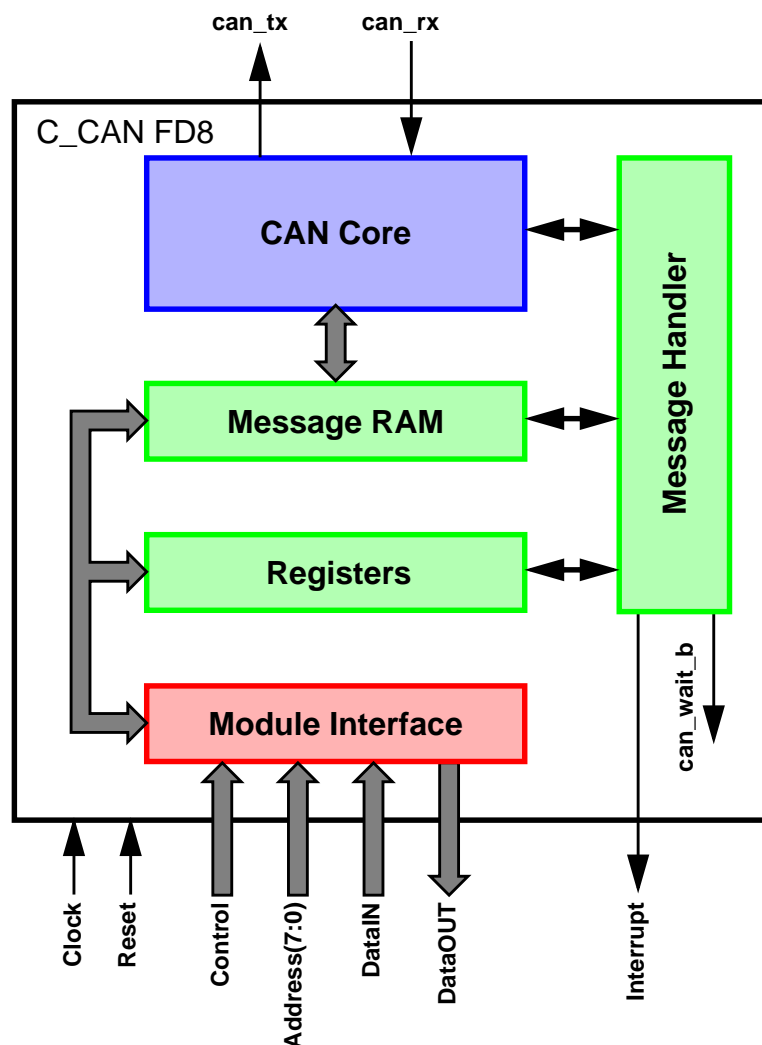 can_tx
can_rx
C_CAN FD8
CAN Core
Message Handler
Message RAM
Registers
Module Interface
can_wait_b
Clock
Reset
Control
Address(7:0)
DataIN
DataOUT
Interrupt